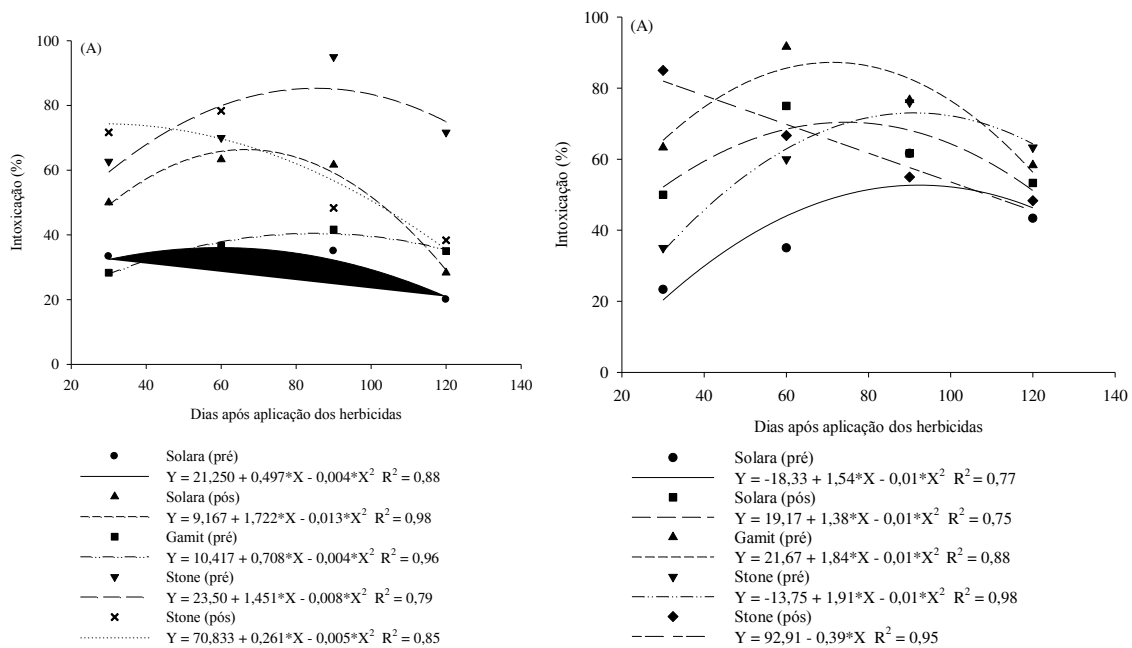 (A)
100
80
60
40
20
0
Intoxicação (%)
20 40 60 80 100 120 140
Dias após aplicação dos herbicidas
Solara (pré)
Y = 21,250 + 0,497*X - 0,004*X² R² = 0,88
Solara (pós)
Y = 9,167 + 1,722*X - 0,013*X² R² = 0,98
Gamit (pré)
Y = 10,417 + 0,708*X - 0,004*X² R² = 0,96
Stone (pré)
Y = 23,50 + 1,451*X - 0,008*X² R² = 0,79
Stone (pós)
Y = 70,833 + 0,261*X - 0,005*X² R² = 0,85
(A)
100
80
60
40
20
0
Intoxicação (%)
20 40 60 80 100 120 140
Dias após aplicação dos herbicidas
Solara (pré)
Y = -18,33 + 1,54*X - 0,01*X² R² = 0,77
Solara (pós)
Y = 19,17 + 1,38*X - 0,01*X² R² = 0,75
Gamit (pré)
Y = 21,67 + 1,84*X - 0,01*X² R² = 0,88
Stone (pré)
Y = -13,75 + 1,91*X - 0,01*X² R² = 0,98
Stone (pós)
Y = 92,91 - 0,39*X R² = 0,95